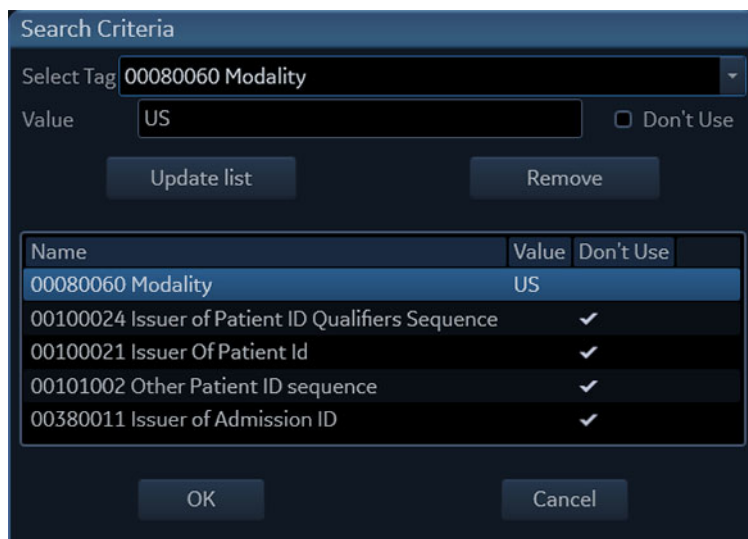 Search Criteria
Select Tag 00080060 Modality
Value US Don't Use
Update list Remove
Name Value Don't Use
00080060 Modality US
00100024 Issuer of Patient ID Qualifiers Sequence
00100021 Issuer Of Patient Id
00101002 Other Patient ID sequence
00380011 Issuer of Admission ID
OK Cancel